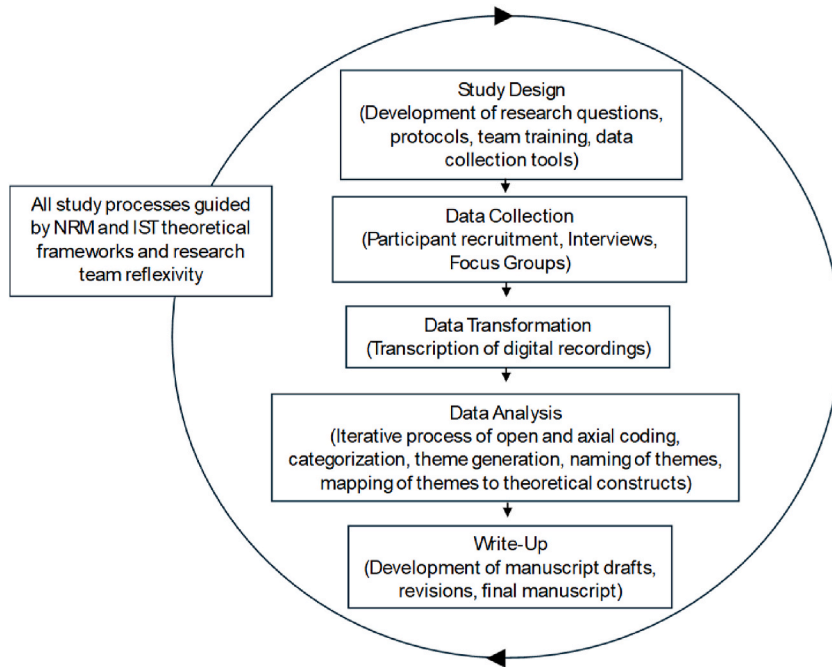 Study Design
(Development of research questions,
protocols, team training, data
collection tools)
All study processes guided
by NRM and IST theoretical
frameworks and research
team reflexivity
Data Collection
(Participant recruitment, Interviews,
Focus Groups)
Data Transformation
(Transcription of digital recordings)
Data Analysis
(Iterative process of open and axial coding,
categorization, theme generation, naming of themes,
mapping of themes to theoretical constructs)
Write-Up
(Development of manuscript drafts,
revisions, final manuscript)